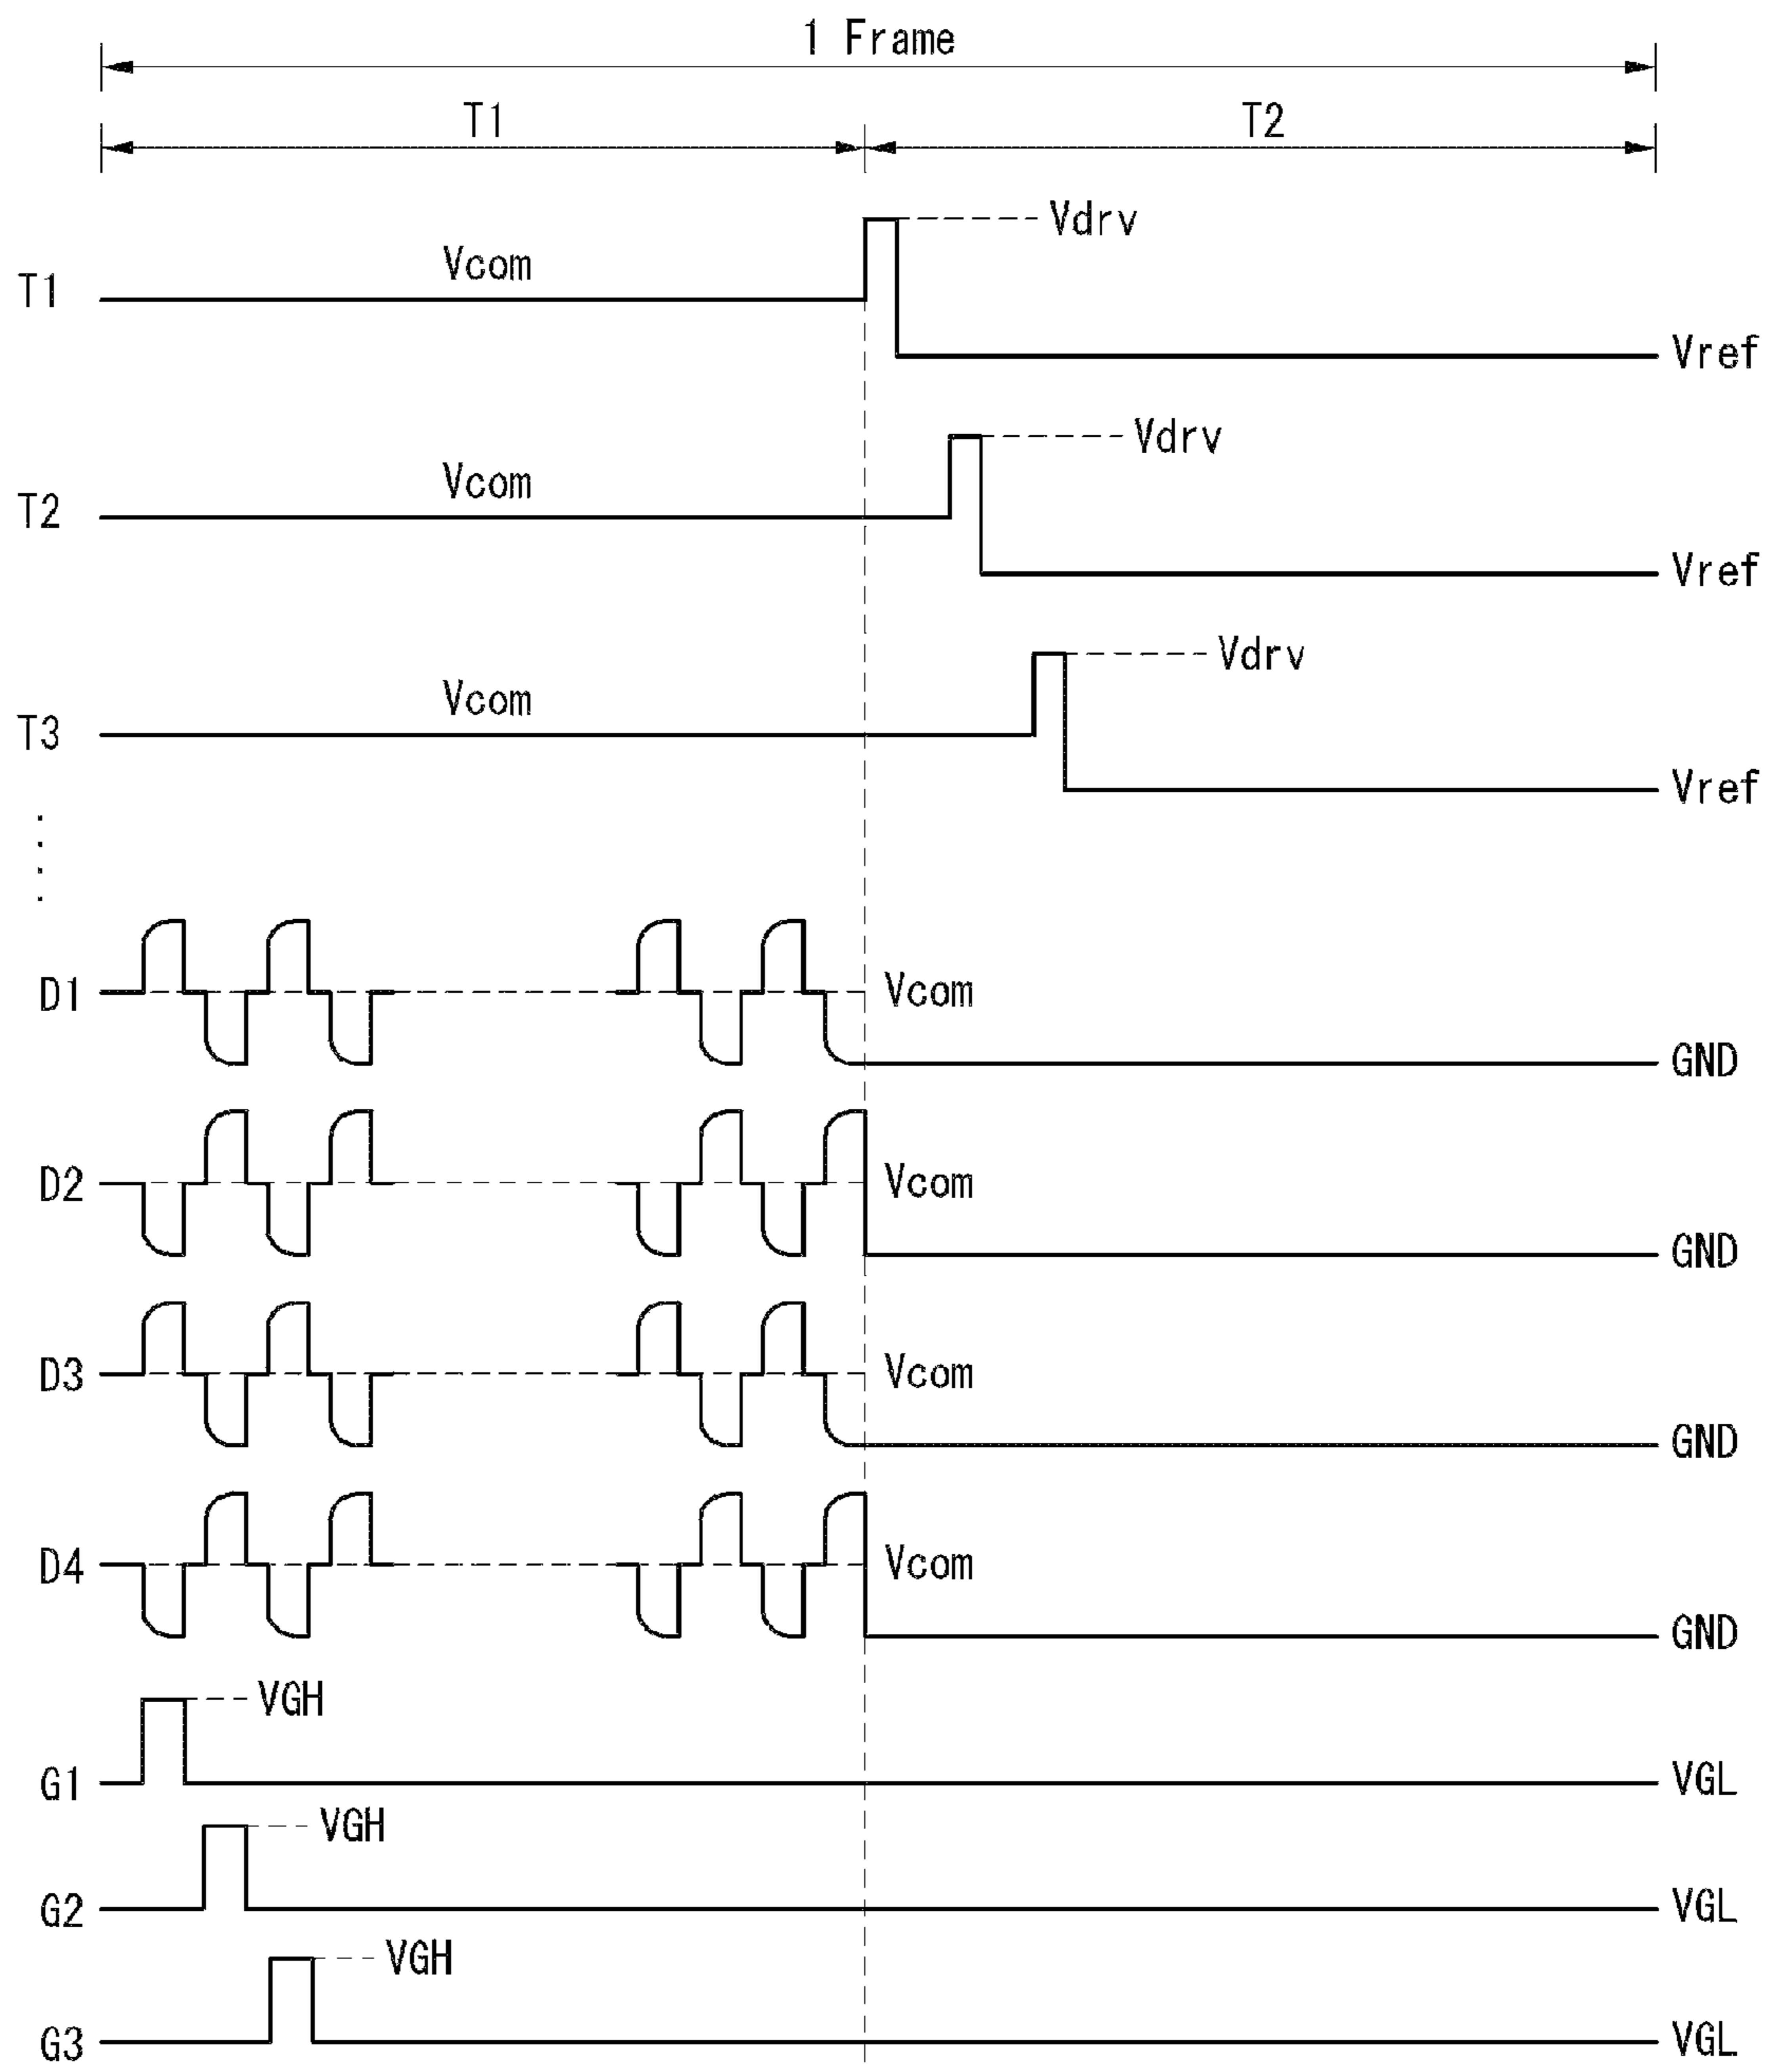 1 Frame
T1 T2
Vdrv
Vcom
T1
Vref
Vdrv
Vcom
T2
Vref
Vdrv
Vcom
T3
Vref
D1 Vcom
GND
D2 Vcom
GND
D3 Vcom
GND
D4 Vcom
GND
VGH
G1 VGL
VGH
G2 VGL
VGH
G3 VGL